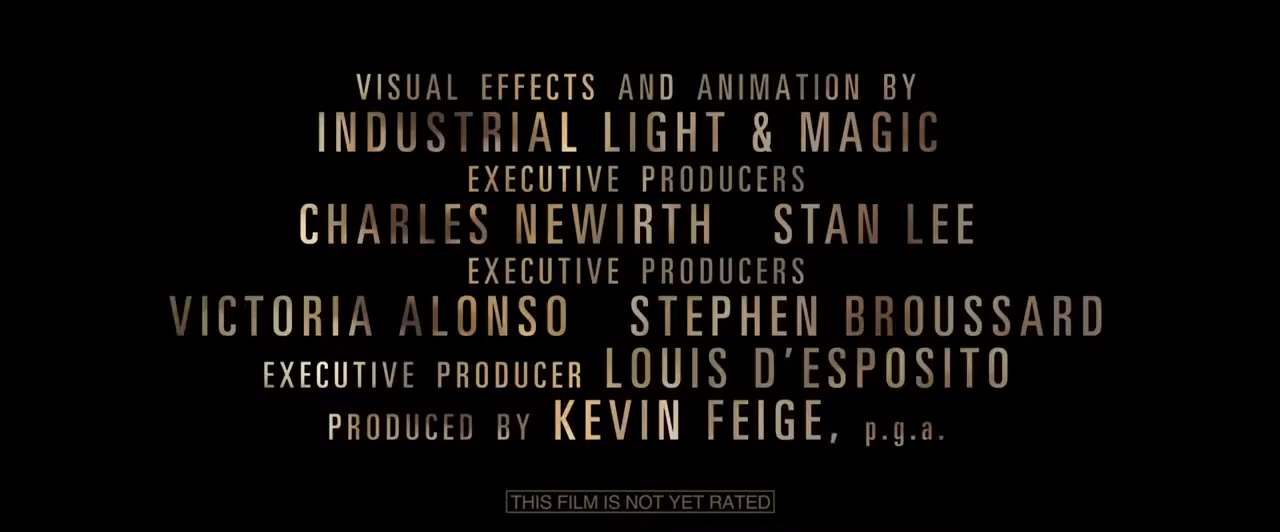 VISUAL EFFECTS AND ANIMATION BY
INDUSTRIAL LIGHT & MAGIC
EXECUTIVE PRODUCERS
CHARLES NEWIRTH STAN LEE
EXECUTIVE PRODUCERS
VICTORIA ALONSO STEPHEN BROUSSARD
EXECUTIVE PRODUCER LOUIS D'ESPOSITO
PRODUCED BY KEVIN FEIGE, p.g.a.
THIS FILM IS NOT YET RATED